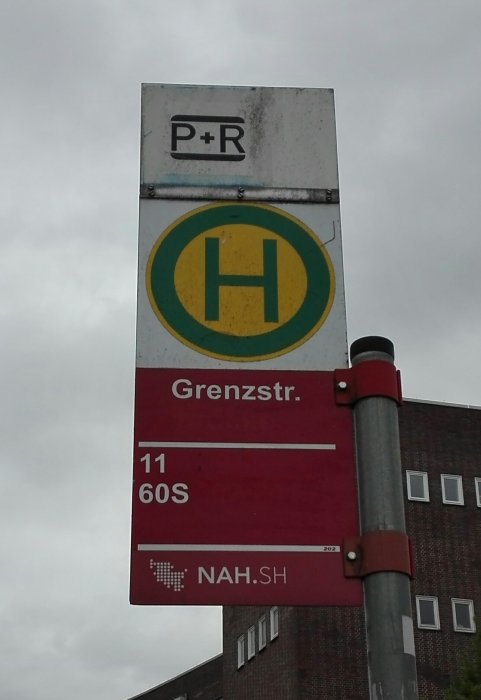 P+R
H
Grenzstr.
11
60S
202
NAH.SH